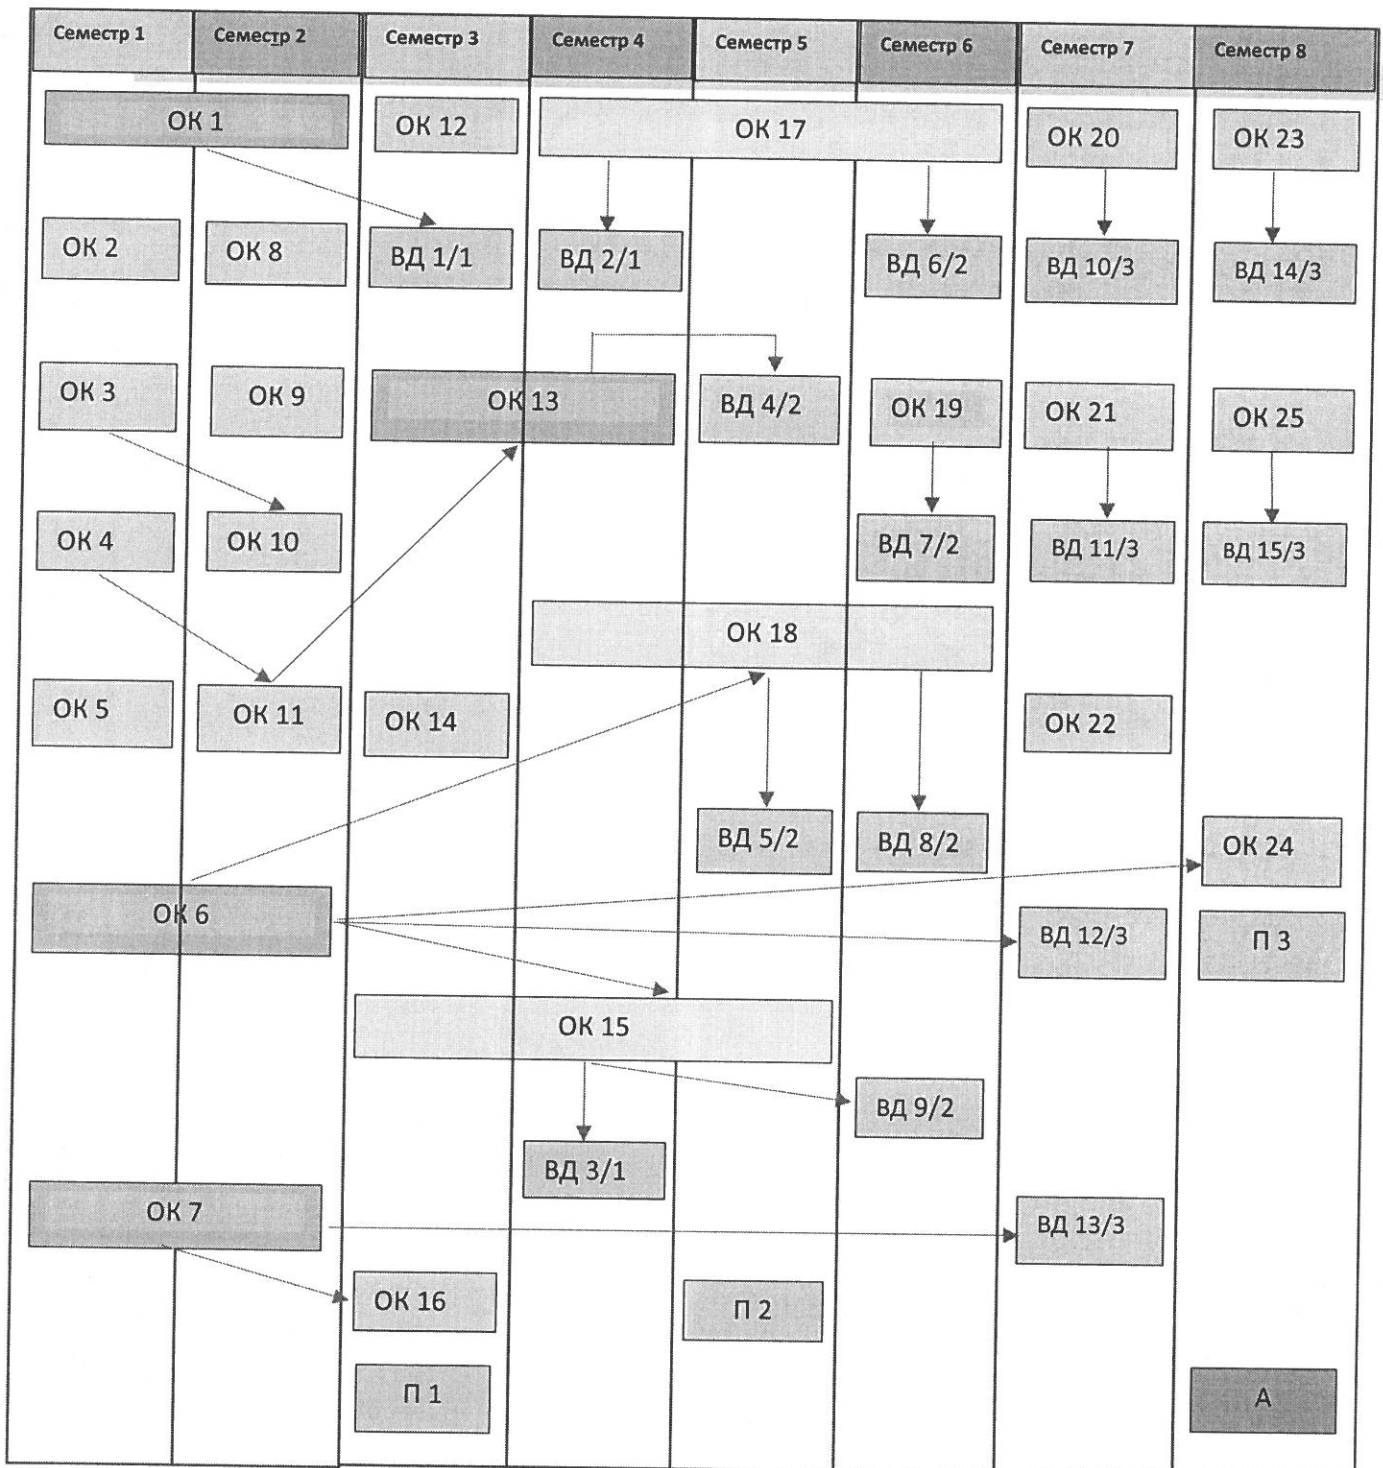 Семестр 1 Семестр 2 Семестр 3 Семестр 4 Семестр 5 Семестр 6 Семестр 7 Семестр 8
ОК 1 ОК 12 ОК 17 ОК 20 ОК 23
ОК 2 ОК 8 ВД 1/1 ВД 2/1 ВД 6/2 ВД 10/3 ВД 14/3
ОК 3 ОК 9 ОК 13 ВД 4/2 ОК 19 ОК 21 ОК 25
ОК 4 ОК 10 ВД 7/2 ВД 11/3 ВД 15/3
ОК 18
ОК 5 ОК 11 ОК 14 ОК 22
ВД 5/2 ВД 8/2 ОК 24
ОК 6 ВД 12/3 П 3
ОК 15
ВД 9/2
ВД 3/1
ОК 7 ВД 13/3
ОК 16 П 2
П 1 А